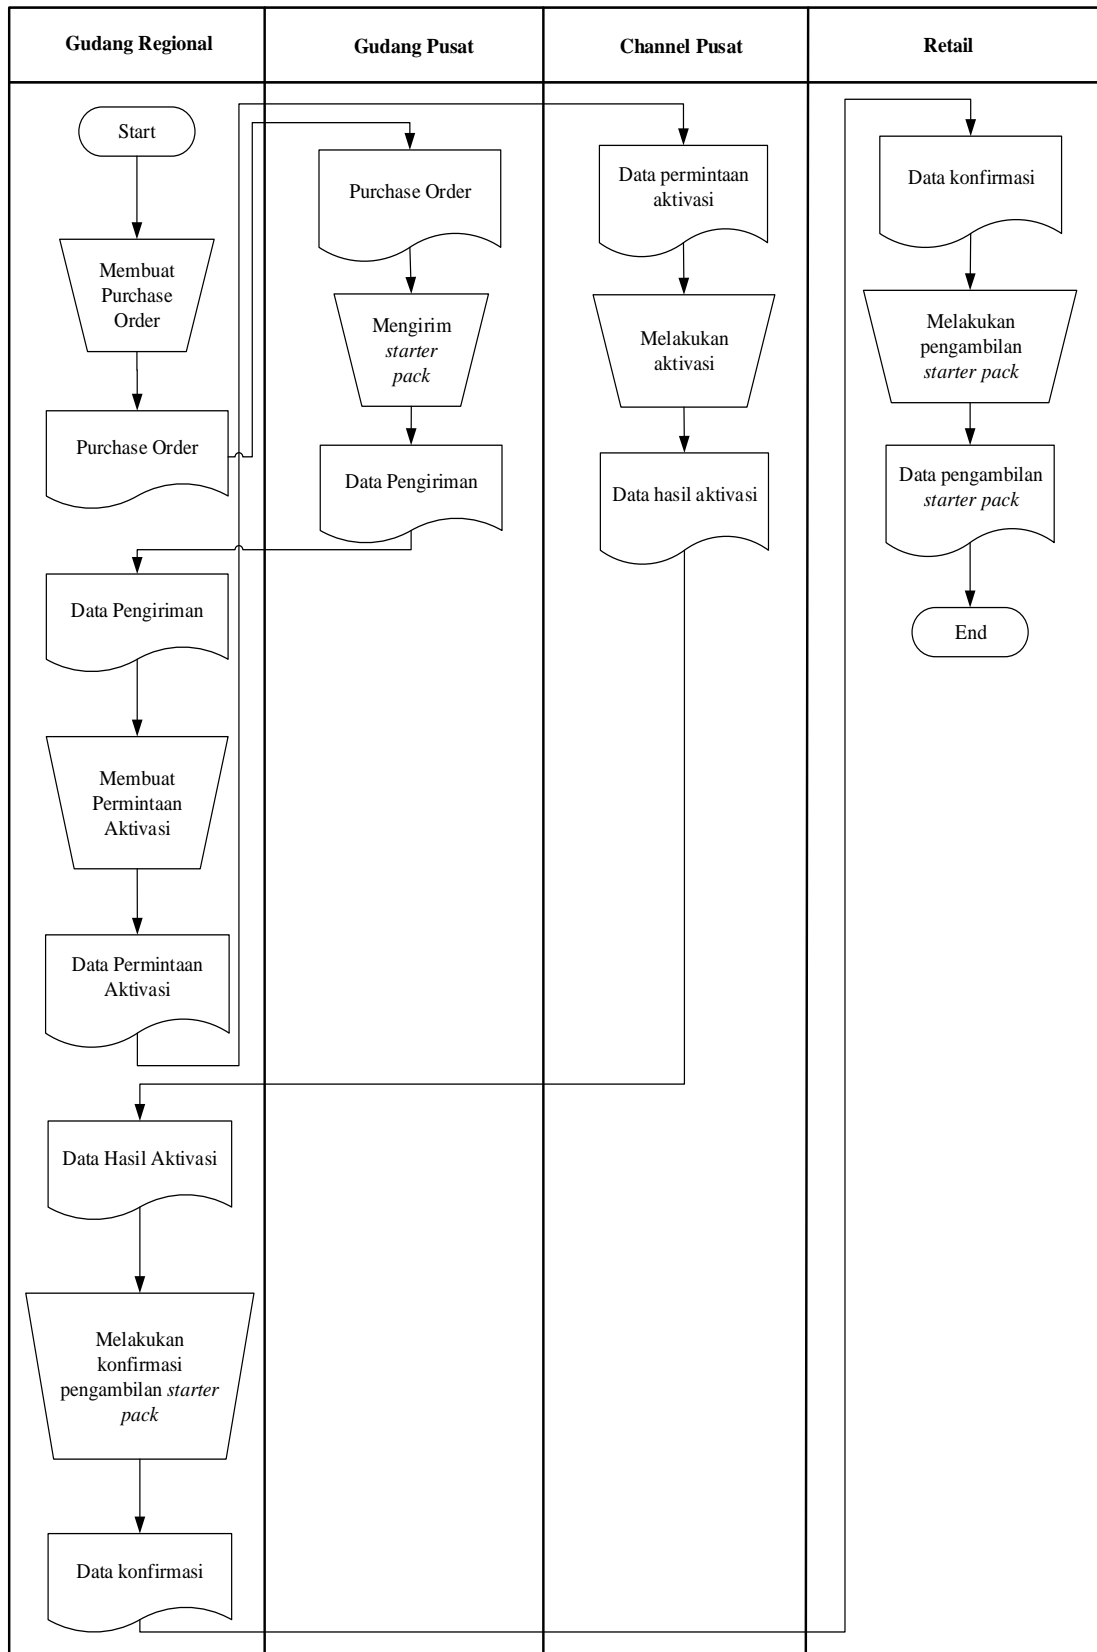 Gudang Regional
Gudang Pusat
Channel Pusat
Retail
Start
Membuat
Purchase
Order
Purchase Order
Data Pengiriman
Membuat
Permintaan
Aktivasi
Data Permintaan
Aktivasi
Data Hasil Aktivasi
Melakukan
konfirmasi
pengambilan starter
pack
Data konfirmasi
Purchase Order
Mengirim
starter
pack
Data Pengiriman
Data permintaan
aktivasi
Melakukan
aktivasi
Data hasil aktivasi
Data konfirmasi
Melakukan
pengambilan
starter pack
Data pengambilan
starter pack
End